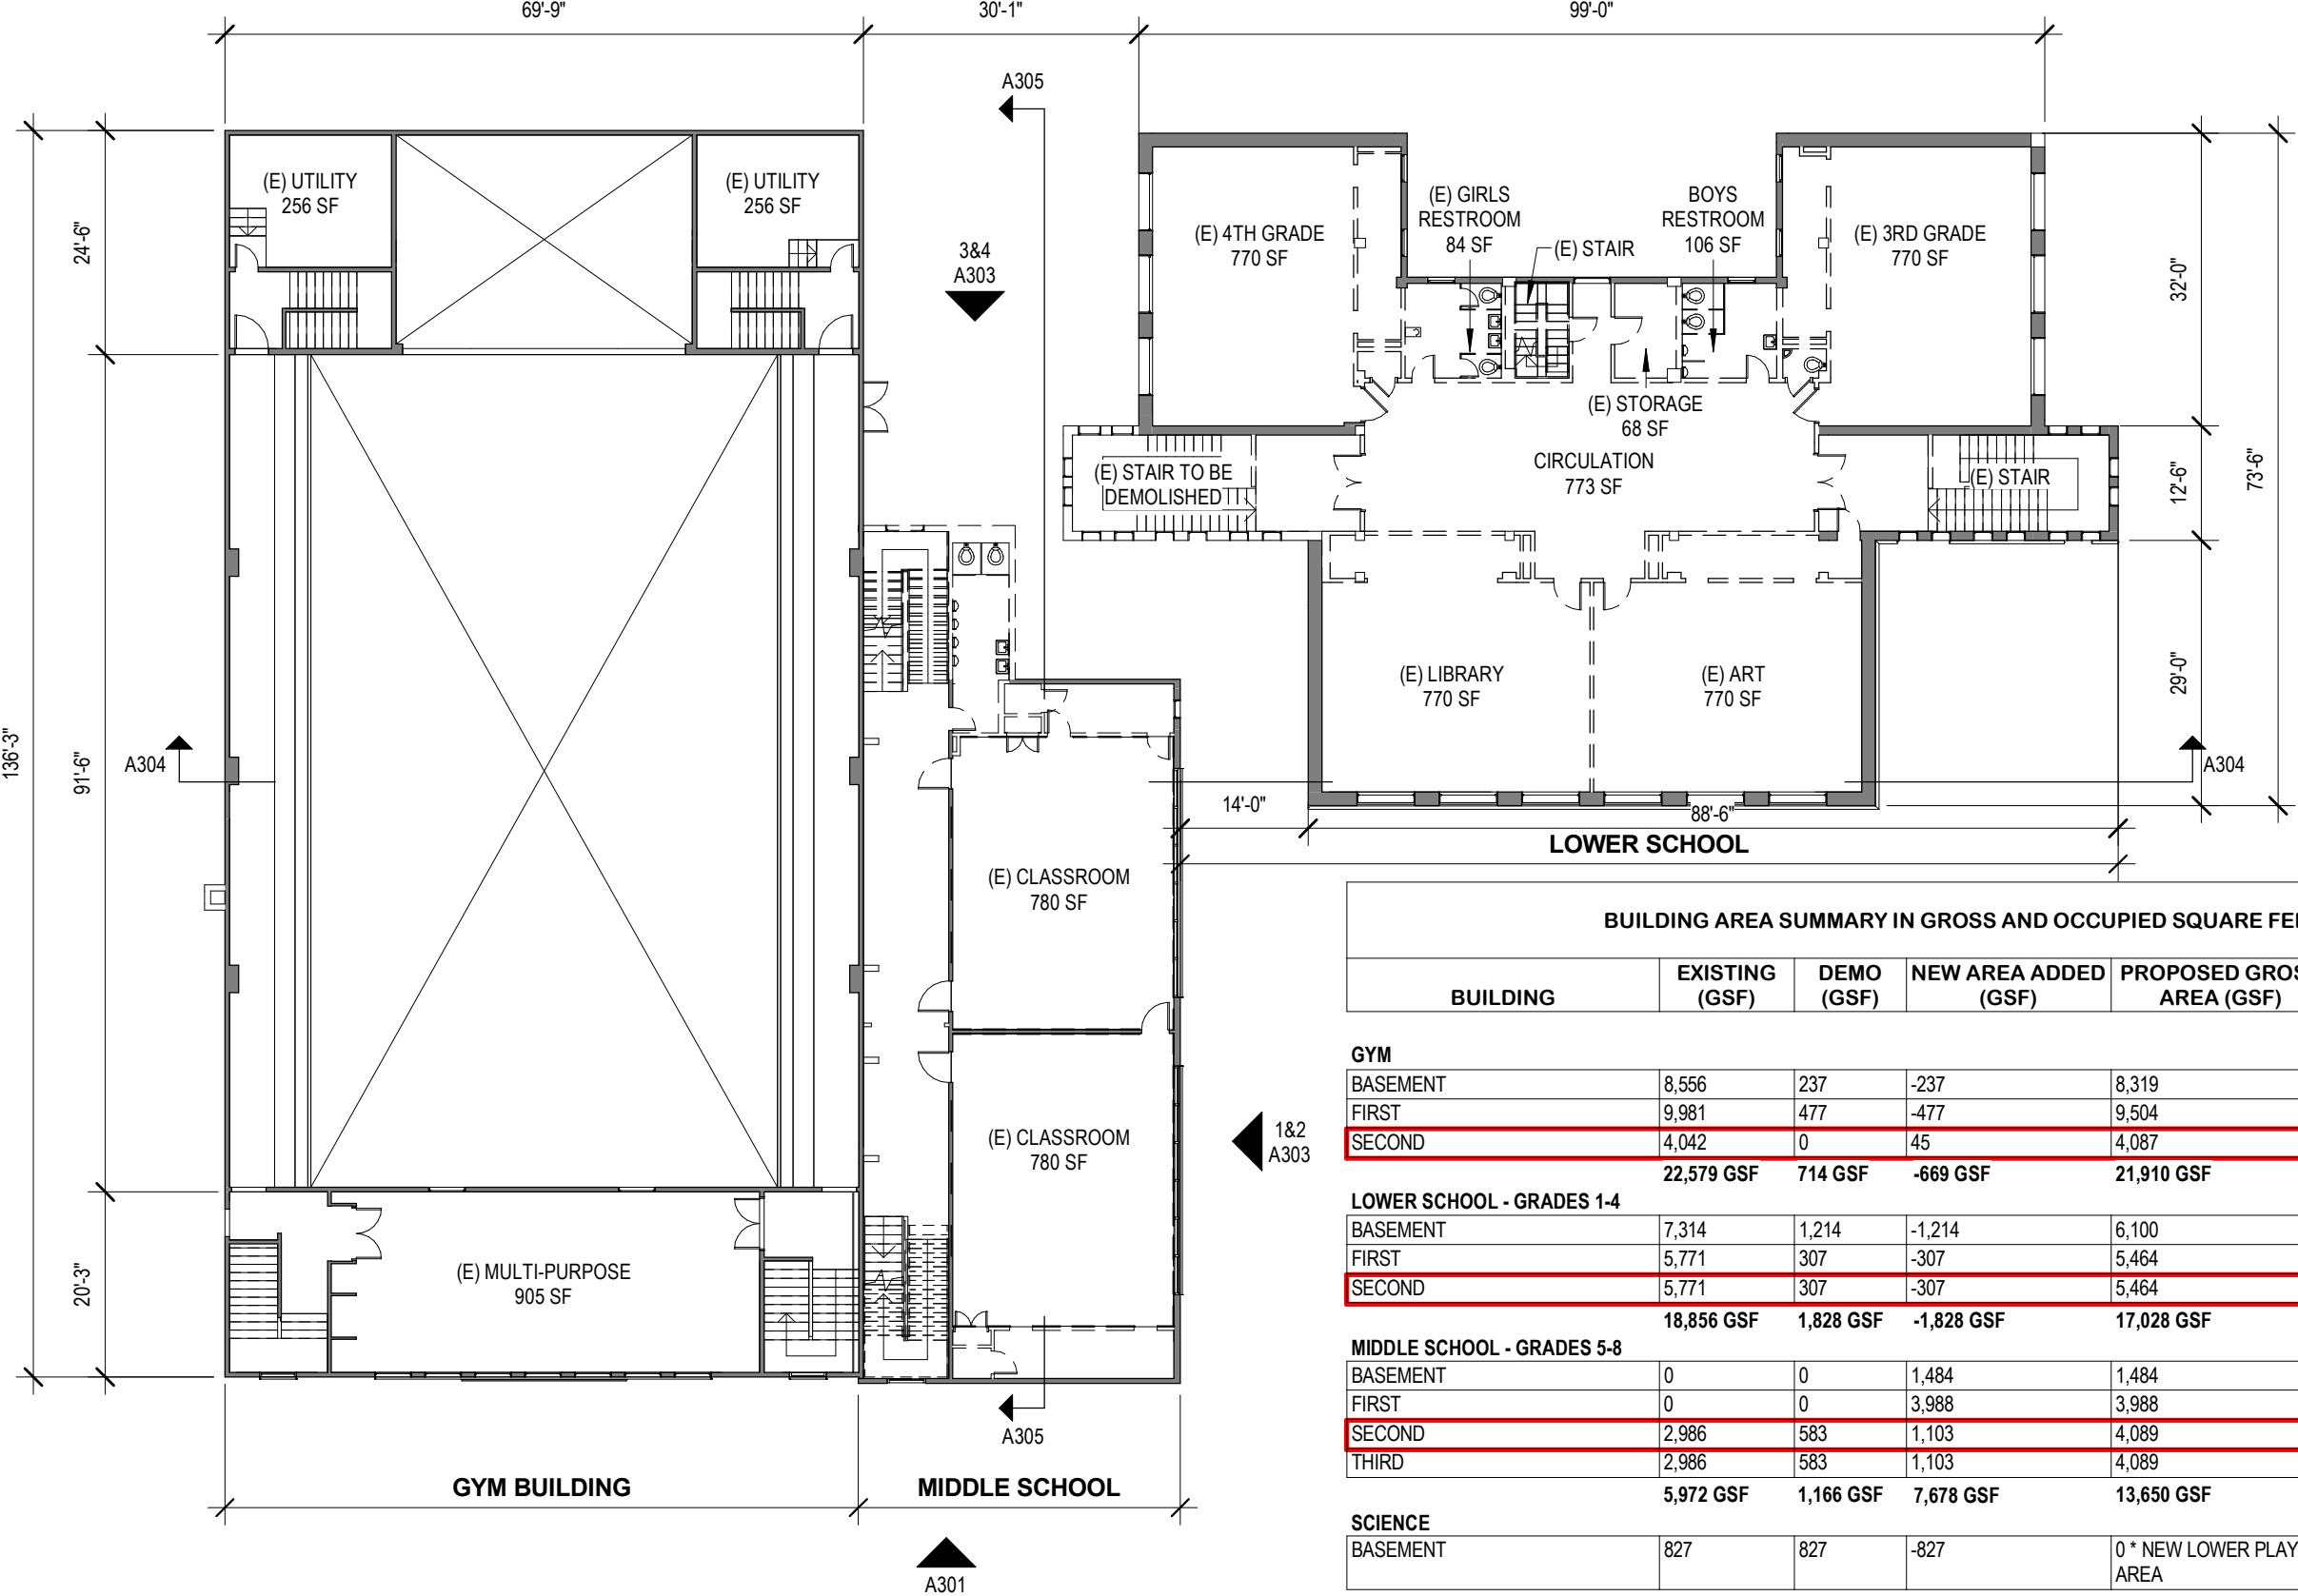 69'-9"
30'-1"
99'-0"
A305
(E) UTILITY
256 SF
(E) UTILITY
256 SF
24'-6"
3&4
A303
(E) 4TH GRADE
770 SF
(E) GIRLS
RESTROOM
84 SF
(E) STAIR
BOYS
RESTROOM
106 SF
(E) 3RD GRADE
770 SF
32'-0"
(E) STORAGE
68 SF
CIRCULATION
773 SF
(E) STAIR TO BE
DEMOLISHED
(E) STAIR
12'-6"
73'-6"
(E) LIBRARY
770 SF
(E) ART
770 SF
29'-0"
136'-3"
91'-6"
A304
A304
14'-0"
88'-6"
LOWER SCHOOL
(E) CLASSROOM
780 SF
(E) CLASSROOM
780 SF
1&2
A303
20'-3"
(E) MULTI-PURPOSE
905 SF
A305
GYM BUILDING
MIDDLE SCHOOL
A301
BUILDING AREA SUMMARY IN GROSS AND OCCUPIED SQUARE FE
BUILDING EXISTING (GSF) DEMO (GSF) NEW AREA ADDED (GSF) PROPOSED GROS AREA (GSF)
GYM
BASEMENT 8,556 237 -237 8,319
FIRST 9,981 477 -477 9,504
SECOND 4,042 0 45 4,087
22,579 GSF 714 GSF -669 GSF 21,910 GSF
LOWER SCHOOL - GRADES 1-4
BASEMENT 7,314 1,214 -1,214 6,100
FIRST 5,771 307 -307 5,464
SECOND 5,771 307 -307 5,464
18,856 GSF 1,828 GSF -1,828 GSF 17,028 GSF
MIDDLE SCHOOL - GRADES 5-8
BASEMENT 0 0 1,484 1,484
FIRST 0 0 3,988 3,988
SECOND 2,986 583 1,103 4,089
THIRD 2,986 583 1,103 4,089
5,972 GSF 1,166 GSF 7,678 GSF 13,650 GSF
SCIENCE
BASEMENT 827 827 -827 0 * NEW LOWER PLAY
AREA